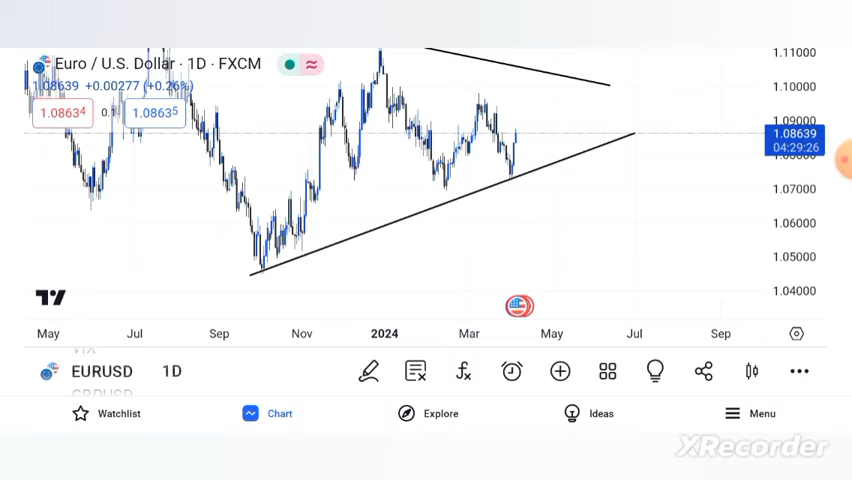 1.11000
Euro / U.S. Dollar · 1D · FXCM
1.08639 +0.00277 (+0.26%)
1.10000
1.08634 0.1 1.08635
1.09000
1.08639
04:29:26
1.07000
1.06000
1.05000
1.04000
May Jul Sep Nov 2024 Mar May Jul Sep
EURUSD 1D
Watchlist Chart Explore Ideas Menu
XRecorder